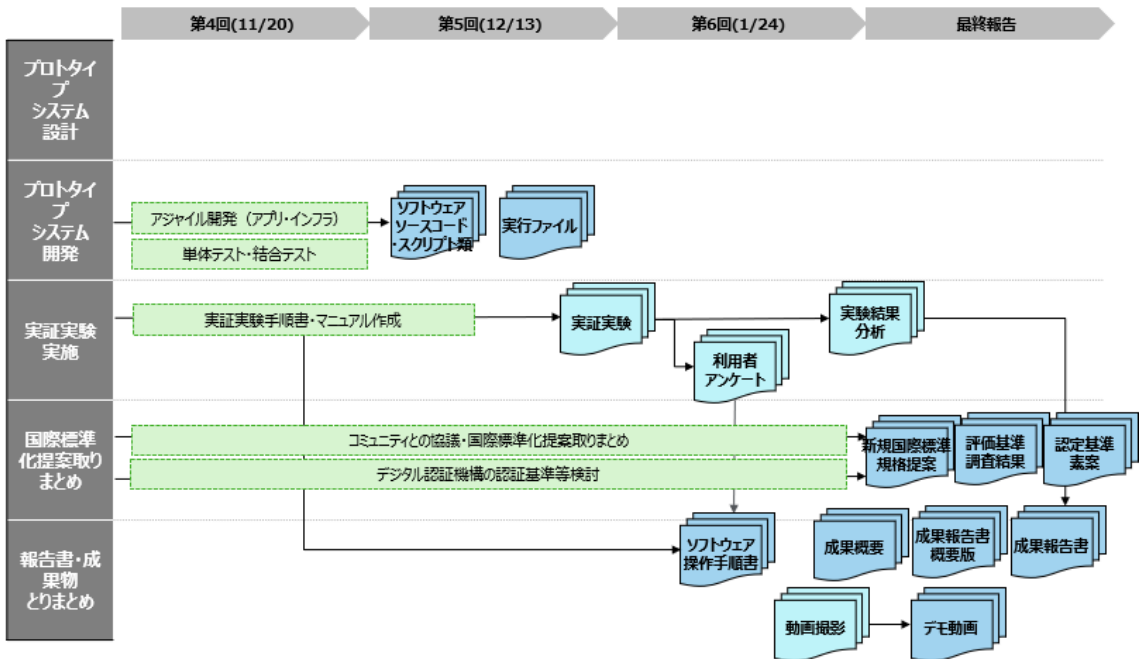 第4回(11/20)
第5回(12/13)
第6回(1/24)
最終報告
プロトタイ
プ
システム
設計
プロトタイ
プ
システム
開発
アジャイル開発（アプリ・インフラ）
単体テスト・結合テスト
ソフトウェア
ソースコード
・スクリプト類
実行ファイル
実証実験
実施
実証実験手順書・マニュアル作成
実証実験
利用者
アンケート
実験結果
分析
国際標準
化提案取り
まとめ
コミュニティとの協議・国際標準化提案取りまとめ
デジタル認証機構の認証基準等検討
新規国際標準
規格提案
評価基準
調査結果
認定基準
素案
報告書・成
果物
とりまとめ
ソフトウェア
操作手順書
成果概要
成果報告書
概要版
成果報告書
動画撮影
デモ動画